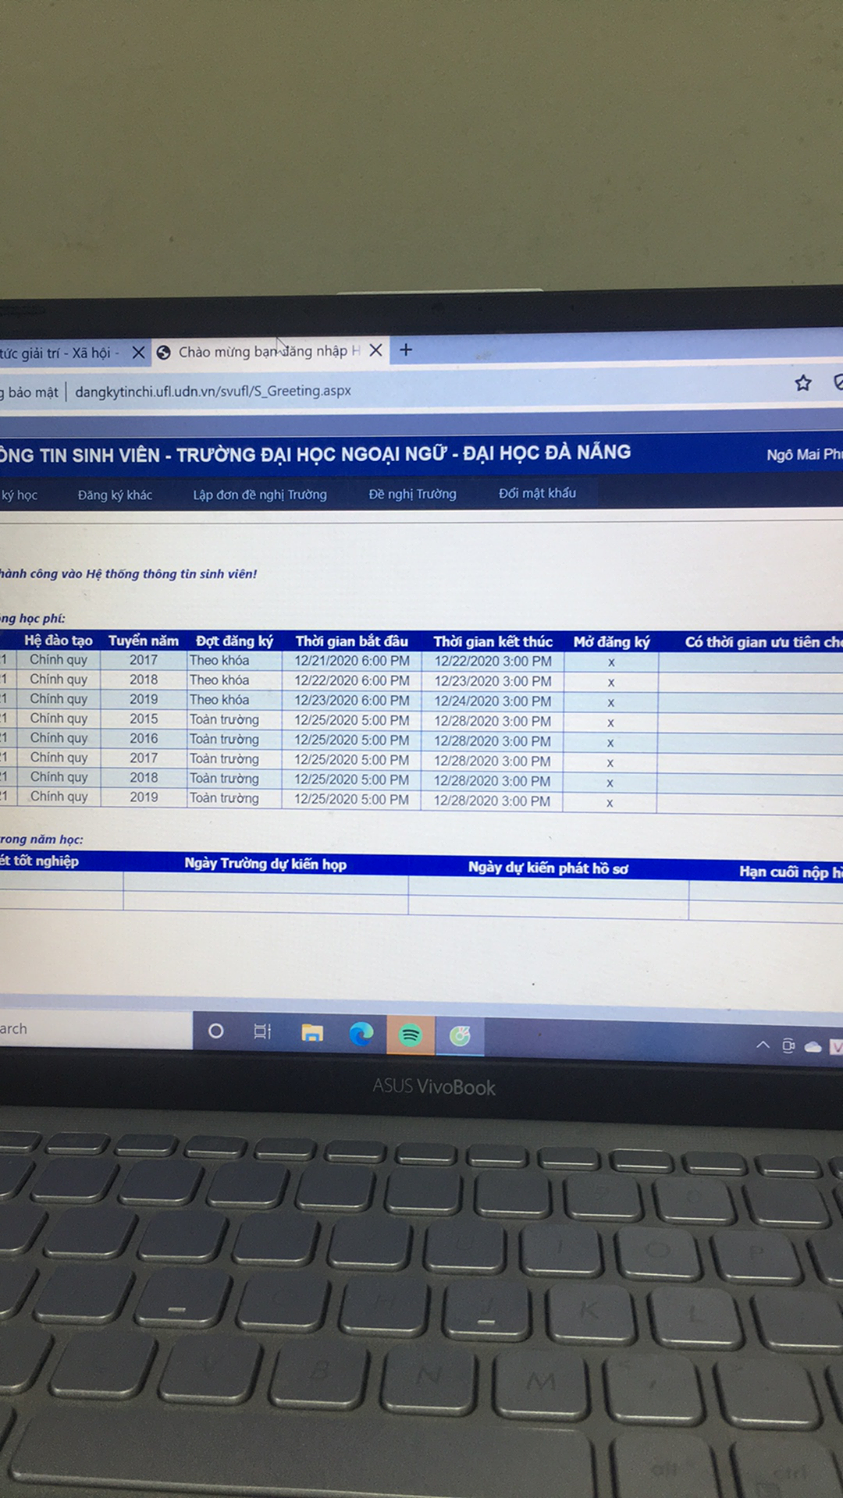 tức giải trí - Xã hội -
Chào mừng bạn đăng nhập H
g bảo mật
dangkytinchi.ufl.udn.vn/svufl/S_Greeting.aspx
ÔNG TIN SINH VIÊN - TRƯỜNG ĐẠI HỌC NGOẠI NGỮ - ĐẠI HỌC ĐÀ NẴNG
Ngô Mai Phư
ký học Đăng ký khác Lập đơn đề nghị Trường Đề nghị Trường Đổi mật khẩu
hành công vào Hệ thống thông tin sinh viên!
ng học phí:
Hệ đào tạo Tuyển năm Đợt đăng ký Thời gian bắt đầu Thời gian kết thúc Mở đăng ký Có thời gian ưu tiên cho
21 Chính quy 2017 Theo khóa 12/21/2020 6:00 PM 12/22/2020 3:00 PM x
21 Chính quy 2018 Theo khóa 12/22/2020 6:00 PM 12/23/2020 3:00 PM x
21 Chính quy 2019 Theo khóa 12/23/2020 6:00 PM 12/24/2020 3:00 PM x
21 Chính quy 2015 Toàn trường 12/25/2020 5:00 PM 12/28/2020 3:00 PM x
21 Chính quy 2016 Toàn trường 12/25/2020 5:00 PM 12/28/2020 3:00 PM x
21 Chính quy 2017 Toàn trường 12/25/2020 5:00 PM 12/28/2020 3:00 PM x
21 Chính quy 2018 Toàn trường 12/25/2020 5:00 PM 12/28/2020 3:00 PM x
21 Chính quy 2019 Toàn trường 12/25/2020 5:00 PM 12/28/2020 3:00 PM x
rong năm học:
ét tốt nghiệp Ngày Trường dự kiến họp Ngày dự kiến phát hồ sơ Hạn cuối nộp h
arch
V
ASUS VivoBook
U I O P
H J K L
V B N M ,
alt ctrl